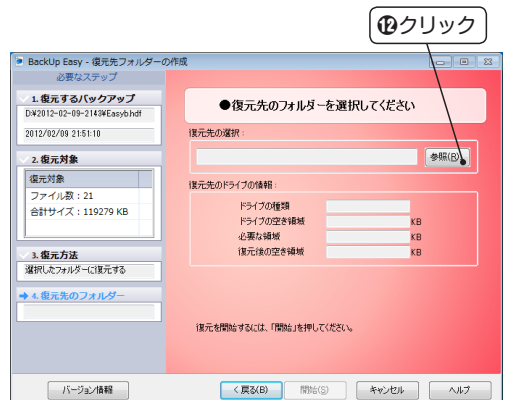 ⓬クリック
BackUp Easy - 復元先フォルダーの作成
必要なステップ
1. 復元するバックアップ
D:¥2012-02-09-2143¥Easyb.hdf
2012/02/09 21:51:10
2. 復元対象
復元対象
ファイル数：21
合計サイズ：119279 KB
3. 復元方法
選択したフォルダーに復元する
4. 復元先のフォルダー
●復元先のフォルダーを選択してください
復元先の選択：
参照(R)
復元先のドライブの情報：
ドライブの種類
ドライブの空き領域 KB
必要な領域 KB
復元後の空き領域 KB
復元を開始するには、「開始」を押してください。
バージョン情報
< 戻る(B)
開始(S)
キャンセル
ヘルプ